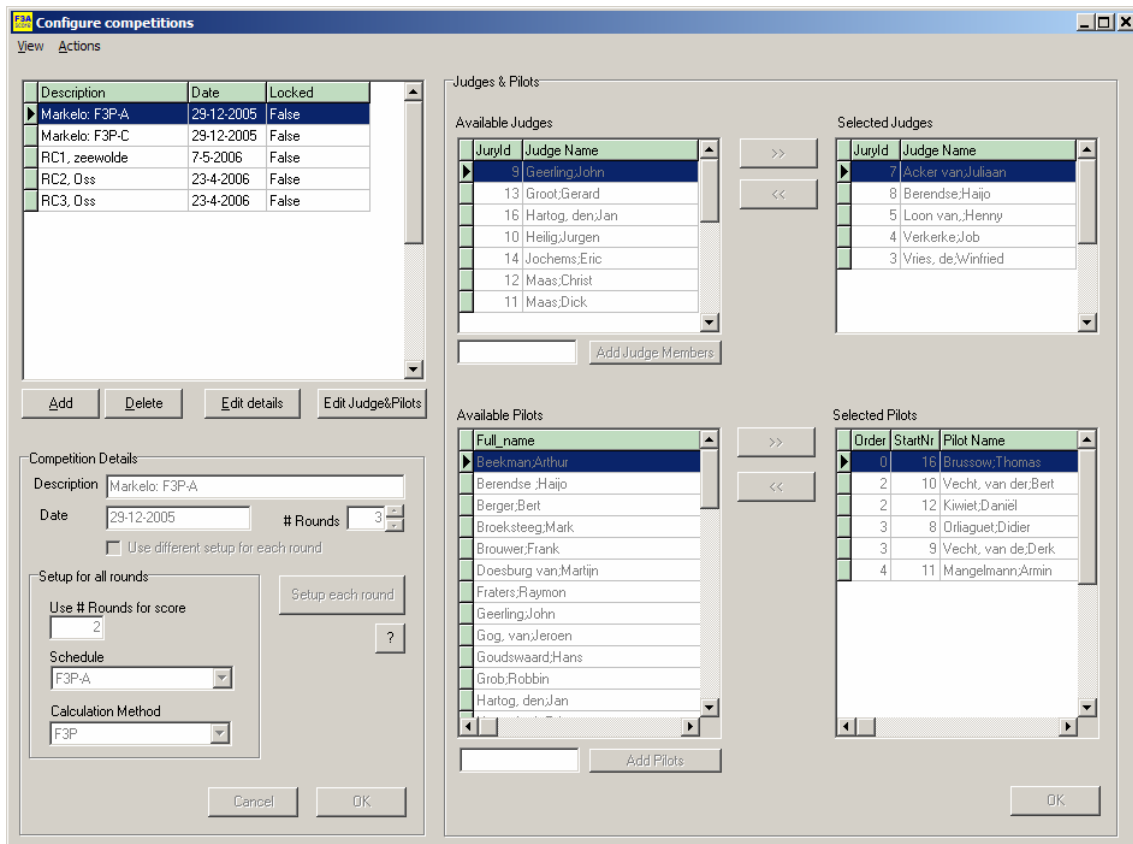 F3A SCORE Configure competitions
View Actions
Description Date Locked
Markelo: F3P-A 29-12-2005 False
Markelo: F3P-C 29-12-2005 False
RC1, zeewolde 7-5-2006 False
RC2, Oss 23-4-2006 False
RC3, Oss 23-4-2006 False
Add Delete Edit details Edit Judge&Pilots
Competition Details
Description Markelo: F3P-A
Date 29-12-2005 # Rounds 3
Use different setup for each round
Setup for all rounds
Use # Rounds for score
2
Setup each round
?
Schedule
F3P-A
Calculation Method
F3P
Cancel OK
Judges & Pilots
Available Judges
JuryId Judge Name
9 Geerling;John
13 Groot;Gerard
16 Hartog, den;Jan
10 Heilig;Jurgen
14 Jochems;Eric
12 Maas;Christ
11 Maas;Dick
Add Judge Members
>>
<<
Selected Judges
JuryId Judge Name
7 Acker van;Juliaan
8 Berendse;Haijo
5 Loon van,;Henny
4 Verkerke;Job
3 Vries, de;Winfried
Available Pilots
Full_name
Beekman;Arthur
Berendse ;Haijo
Berger;Bert
Broeksteeg;Mark
Brouwer;Frank
Doesburg van;Martijn
Fraters;Raymon
Geerling;John
Gog, van;Jeroen
Goudswaard;Hans
Grob;Robbin
Hartog, den;Jan
Add Pilots
>>
<<
Selected Pilots
Order StartNr Pilot Name
0 16 Brussow;Thomas
2 10 Vecht, van der;Bert
2 12 Kiwiet;Daniël
3 8 Orliaguet;Didier
3 9 Vecht, van de;Derk
4 11 Mangelmann;Armin
OK